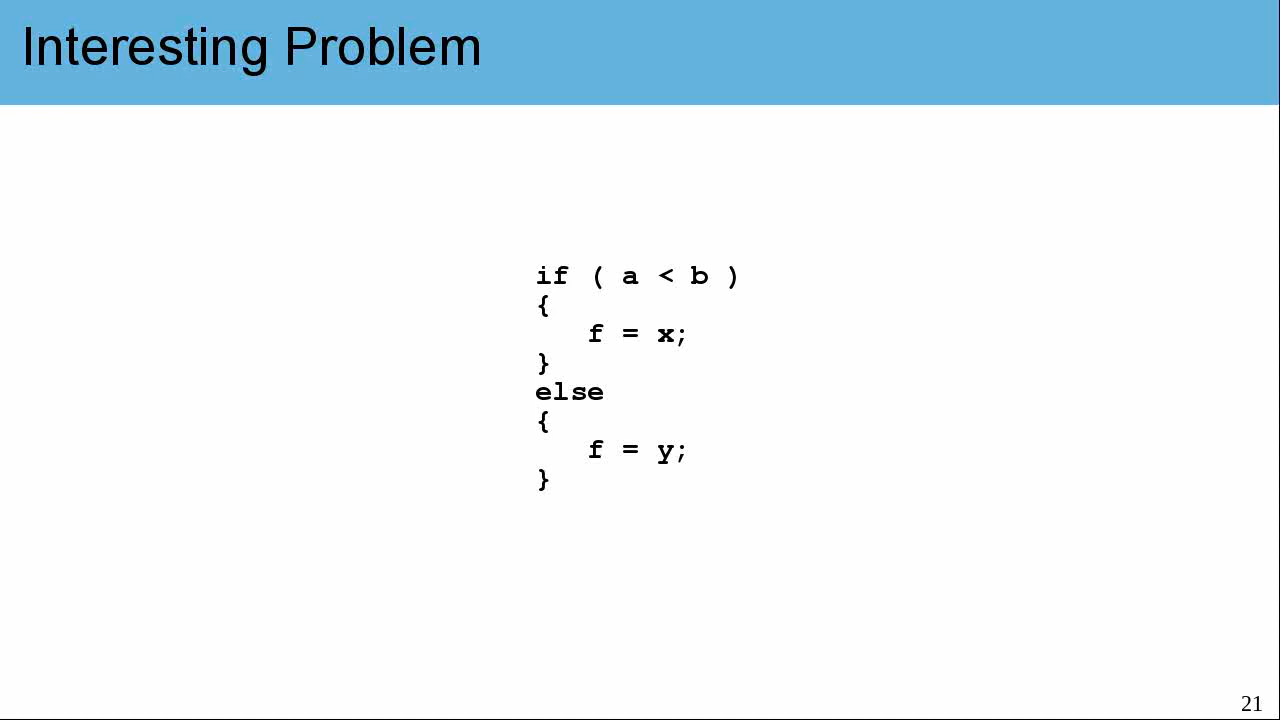 Interesting Problem
if ( a < b )
{
   f = x;
}
else
{
   f = y;
}
21